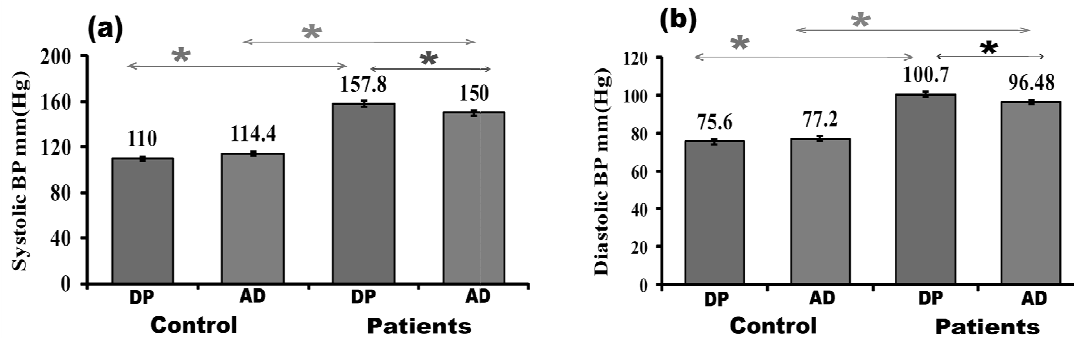 (a)
Systolic BP mm(Hg)
200
160
120
80
40
0
*
*
*
110
114.4
157.8
150
DP
AD
DP
AD
Control
Patients
(b)
Diastolic BP mm(Hg)
120
100
80
60
40
20
0
*
*
*
75.6
77.2
100.7
96.48
DP
AD
DP
AD
Control
Patients